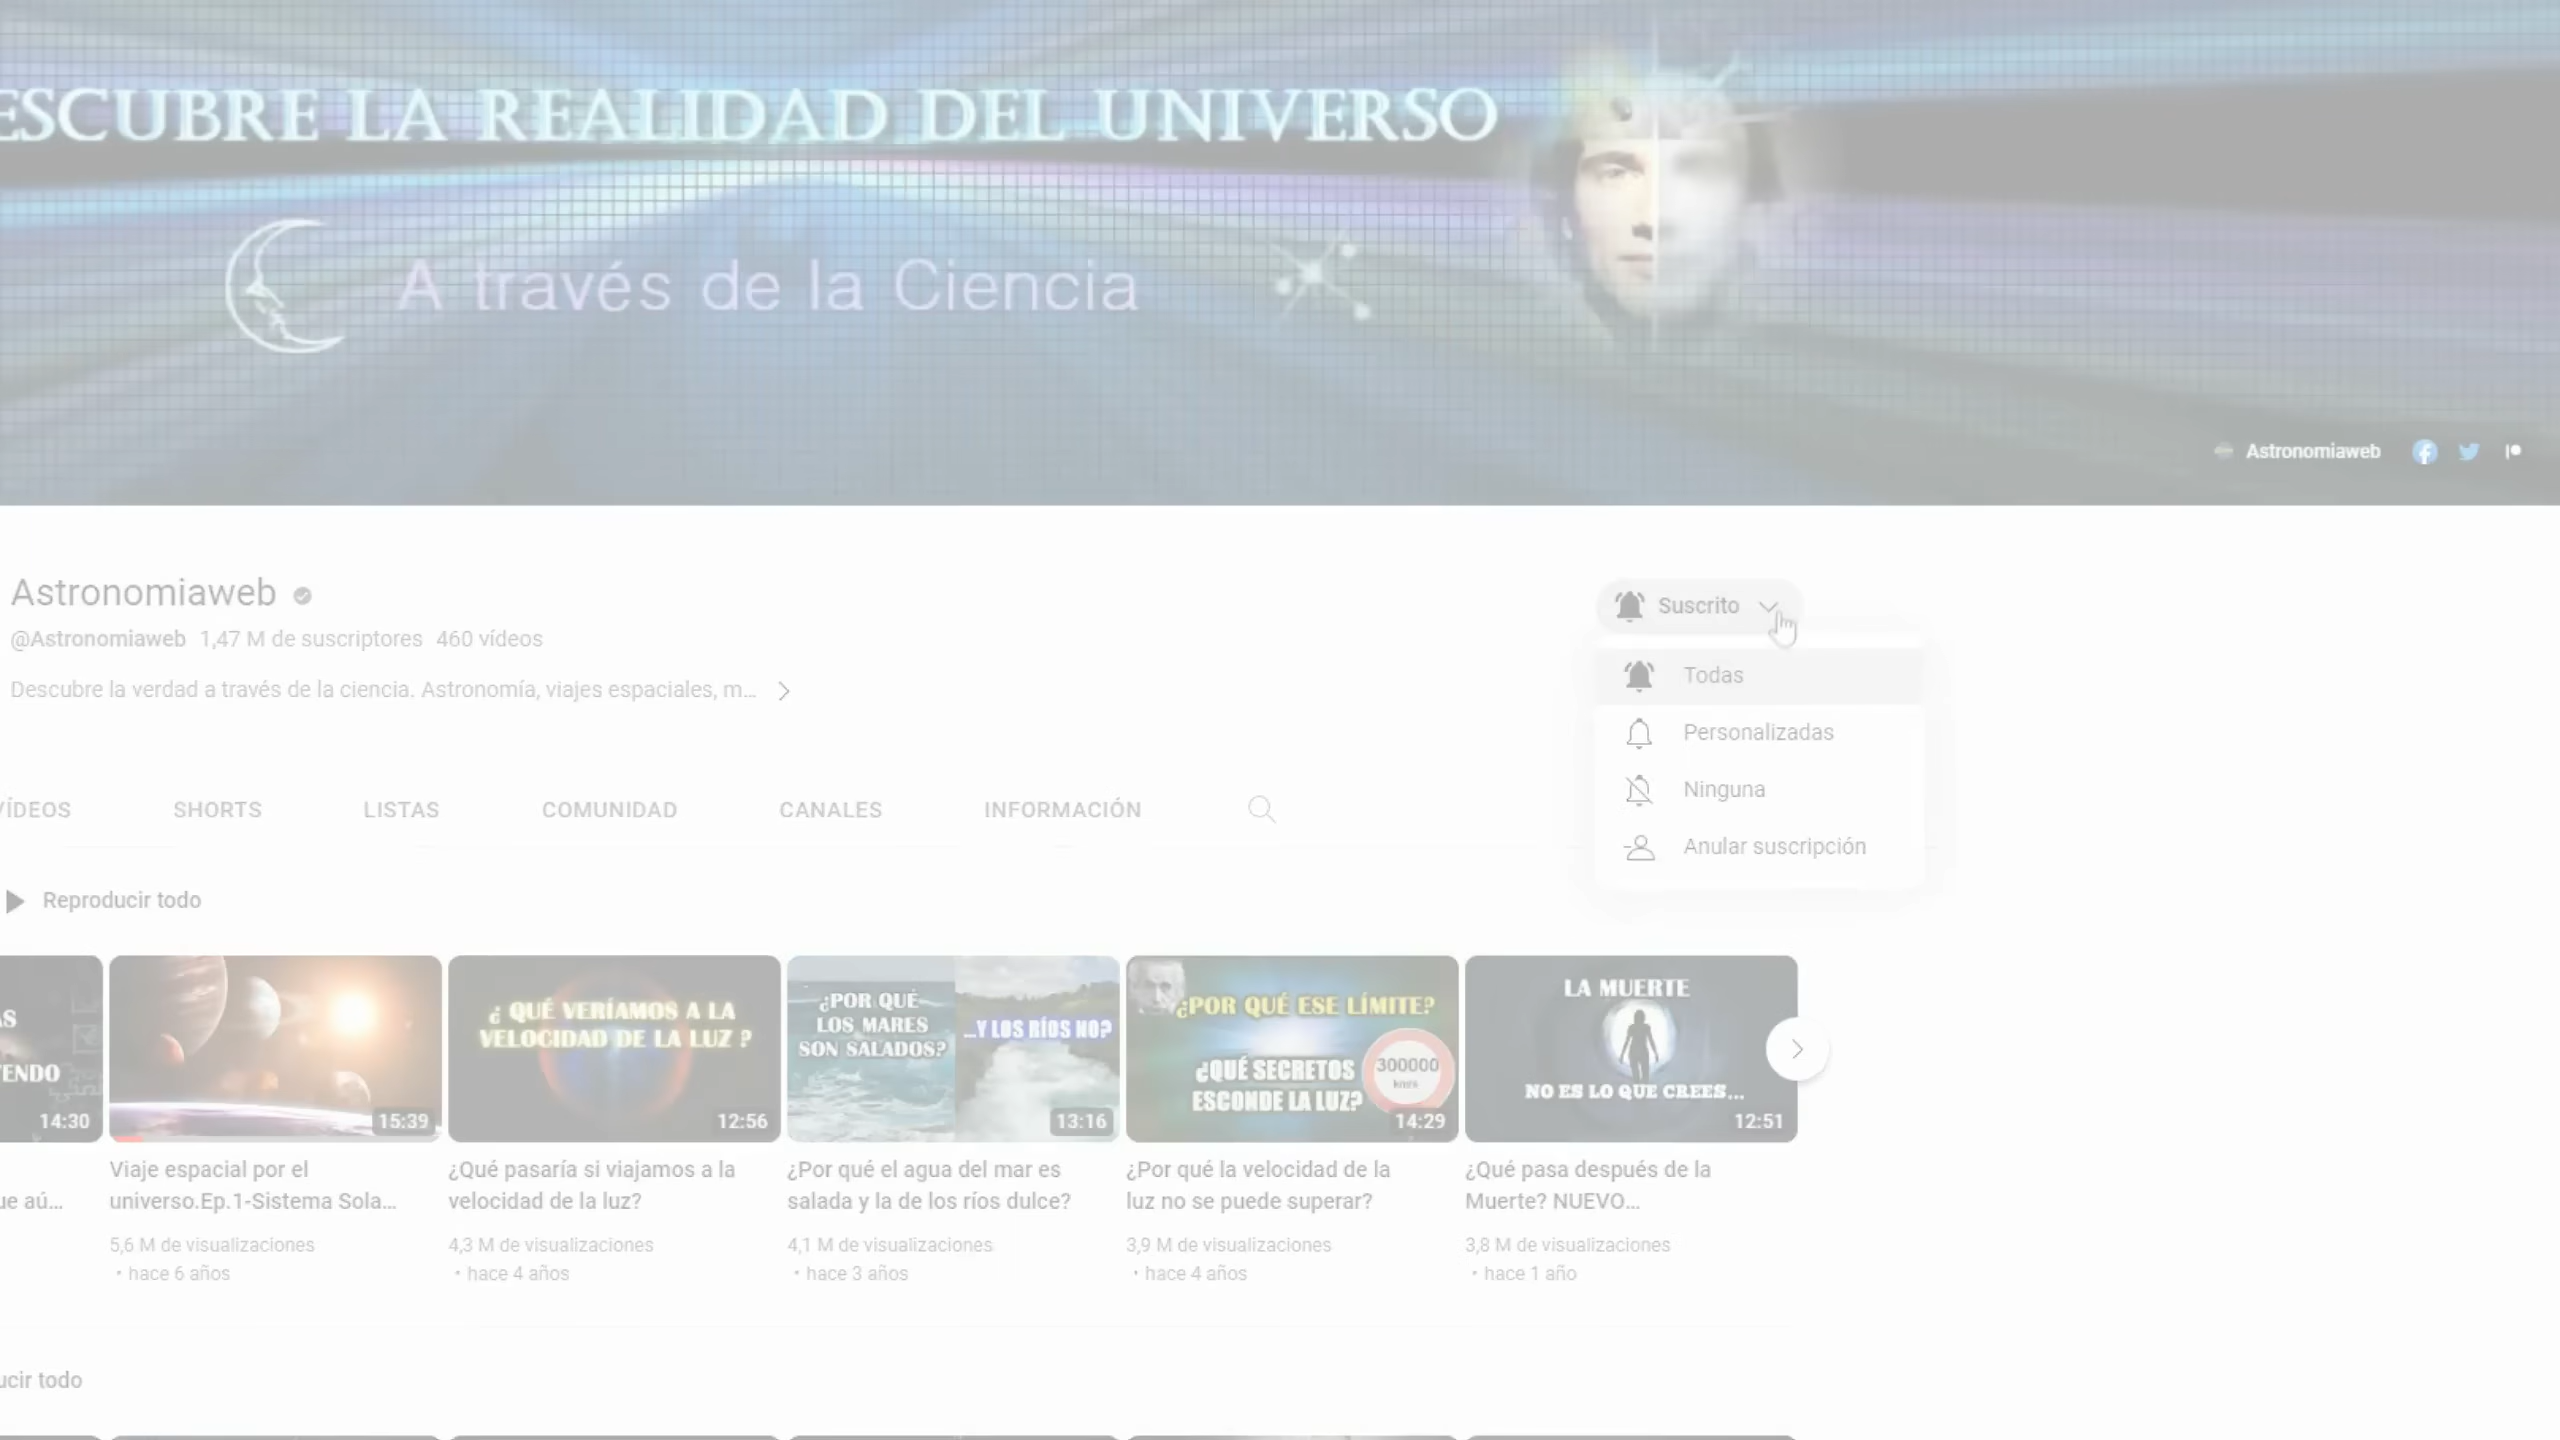 ESCUBRE LA REALIDAD DEL UNIVERSO
A través de la Ciencia
Astronomiaweb
Astronomiaweb
@Astronomiaweb 1,47 M de suscriptores 460 vídeos
Descubre la verdad a través de la ciencia. Astronomía, viajes espaciales, m...
Suscrito
Todas
Personalizadas
Ninguna
Anular suscripción
VÍDEOS SHORTS LISTAS COMUNIDAD CANALES INFORMACIÓN
Reproducir todo
AS
ENDO
14:30
15:39
¿ QUÉ VERÍAMOS A LA
VELOCIDAD DE LA LUZ ?
12:56
¿POR QUÉ
LOS MARES
SON SALADOS?
...Y LOS RÍOS NO?
13:16
¿POR QUÉ ESE LÍMITE?
¿QUÉ SECRETOS
ESCONDE LA LUZ?
300000
km/s
14:29
LA MUERTE
NO ES LO QUE CREES...
12:51
ue aú...
Viaje espacial por el
universo.Ep.1-Sistema Sola...
5,6 M de visualizaciones
• hace 6 años
¿Qué pasaría si viajamos a la
velocidad de la luz?
4,3 M de visualizaciones
• hace 4 años
¿Por qué el agua del mar es
salada y la de los ríos dulce?
4,1 M de visualizaciones
• hace 3 años
¿Por qué la velocidad de la
luz no se puede superar?
3,9 M de visualizaciones
• hace 4 años
¿Qué pasa después de la
Muerte? NUEVO...
3,8 M de visualizaciones
• hace 1 año
ucir todo